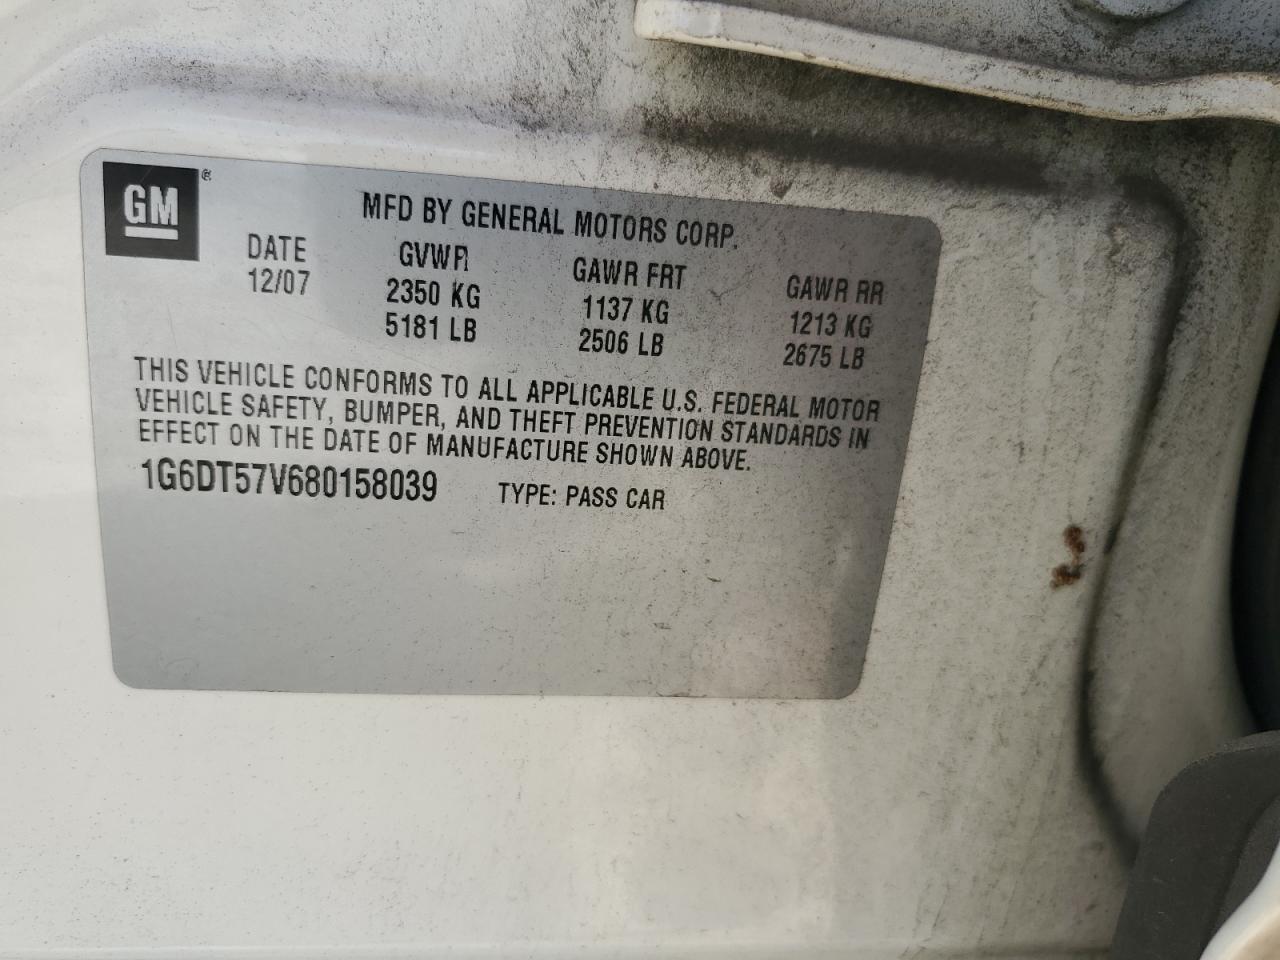 GM ®
MFD BY GENERAL MOTORS CORP.
DATE GVWR GAWR FRT GAWR RR
12/07 2350 KG 1137 KG 1213 KG
5181 LB 2506 LB 2675 LB
THIS VEHICLE CONFORMS TO ALL APPLICABLE U.S. FEDERAL MOTOR
VEHICLE SAFETY, BUMPER, AND THEFT PREVENTION STANDARDS IN
EFFECT ON THE DATE OF MANUFACTURE SHOWN ABOVE.
1G6DT57V680158039 TYPE: PASS CAR